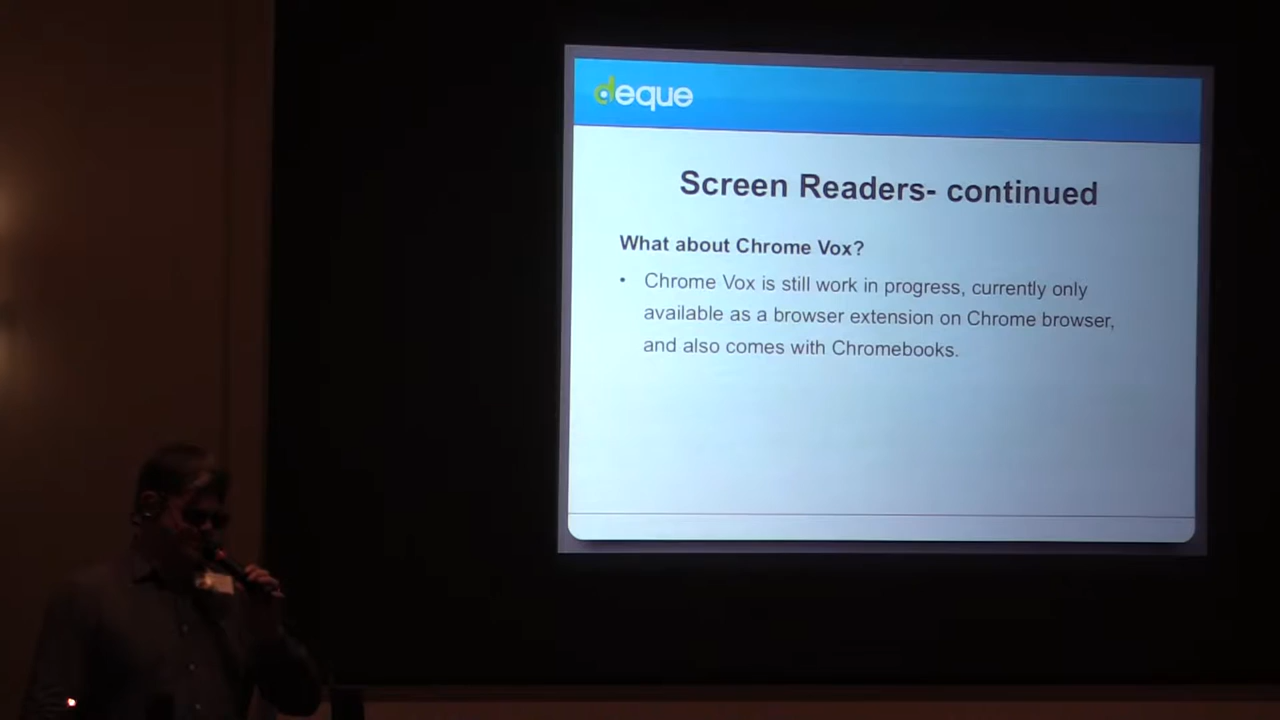 deque
Screen Readers- continued
What about Chrome Vox?
• Chrome Vox is still work in progress, currently only
available as a browser extension on Chrome browser,
and also comes with Chromebooks.